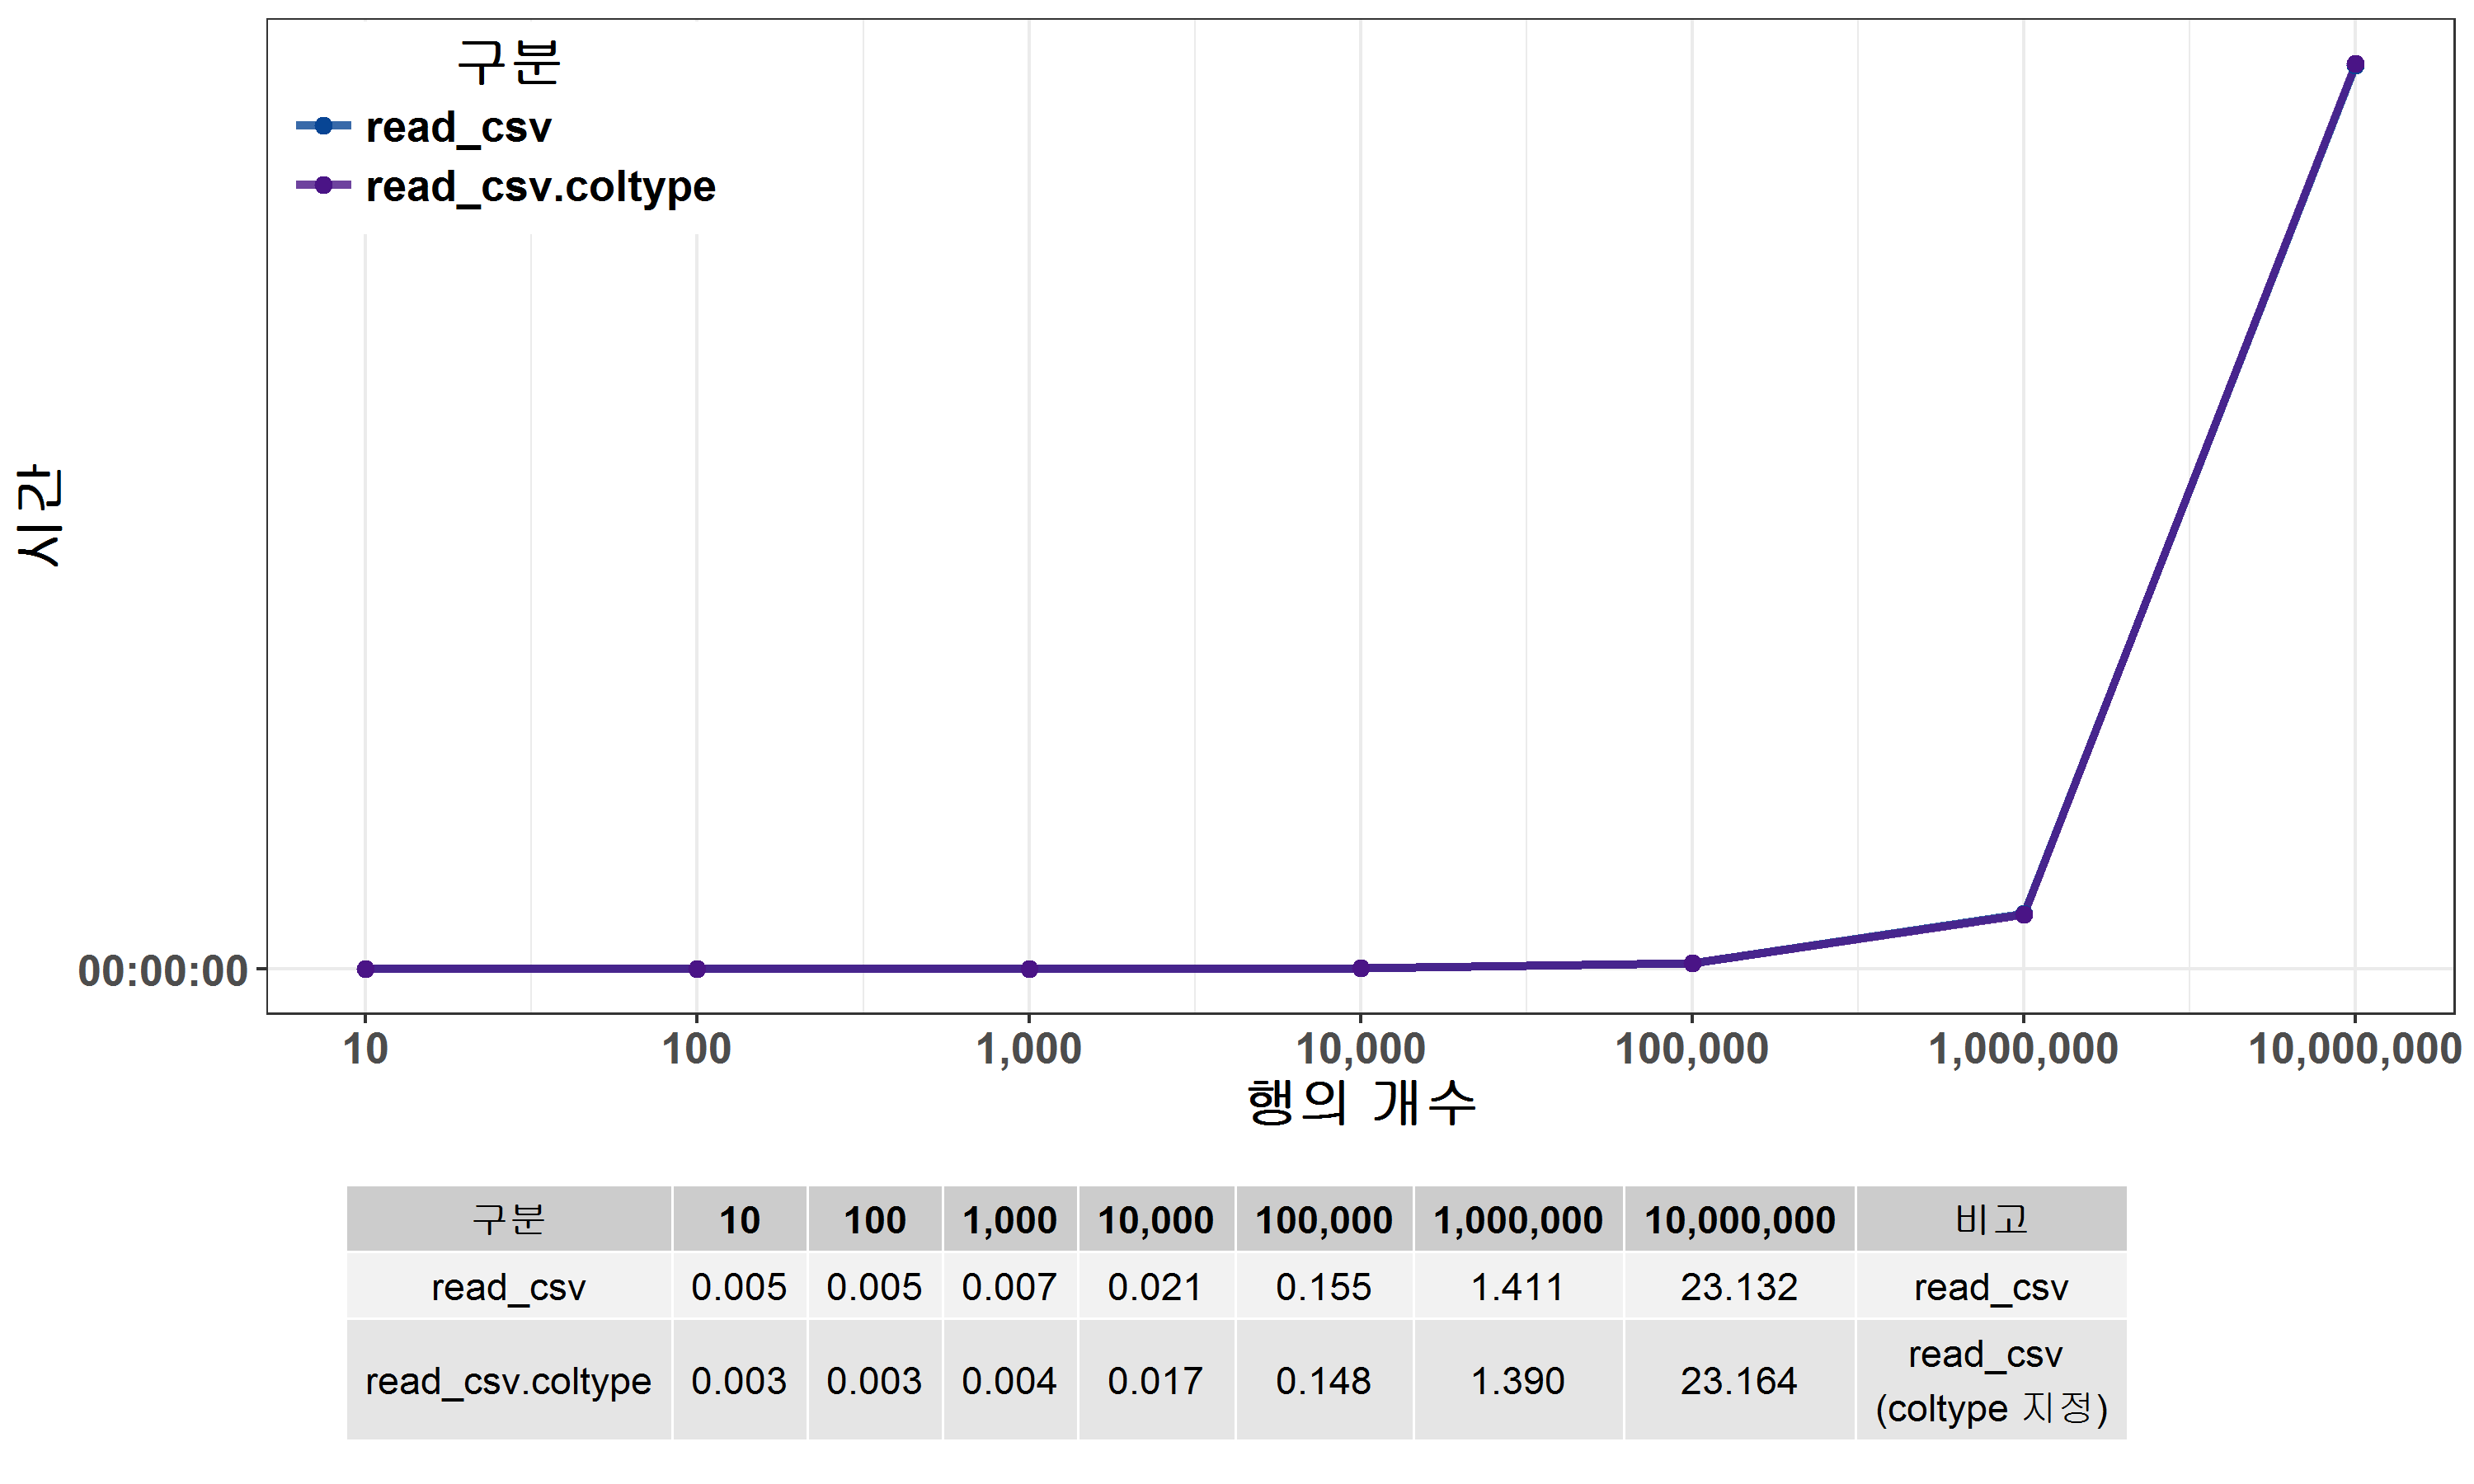 구분
read_csv
read_csv.coltype
시간
00:00:00
10 100 1,000 10,000 100,000 1,000,000 10,000,000
행의 개수
구분 10 100 1,000 10,000 100,000 1,000,000 10,000,000 비고
read_csv 0.005 0.005 0.007 0.021 0.155 1.411 23.132 read_csv
read_csv.coltype 0.003 0.003 0.004 0.017 0.148 1.390 23.164 read_csv
(coltype 지정)